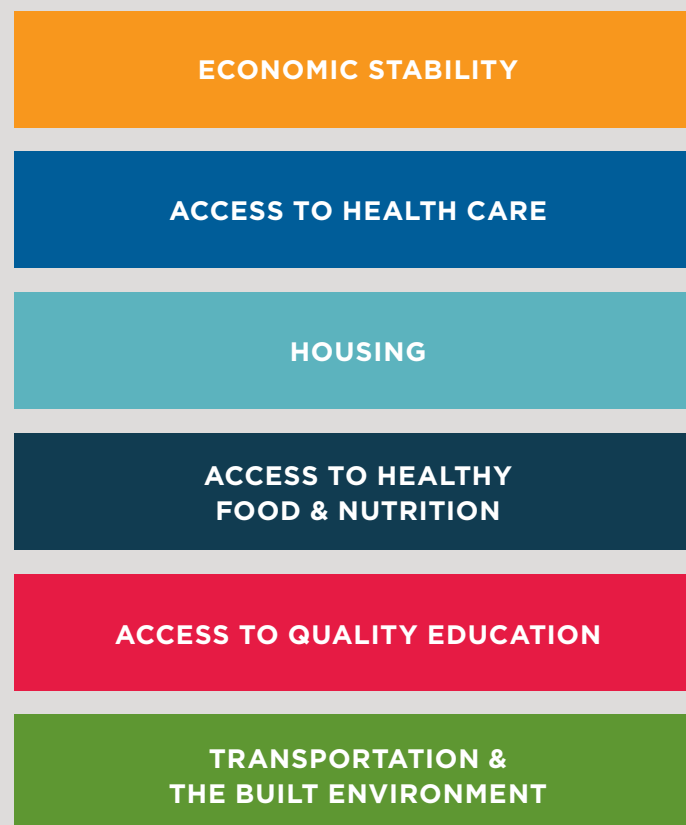 ECONOMIC STABILITY
ACCESS TO HEALTH CARE
HOUSING
ACCESS TO HEALTHY
FOOD & NUTRITION
ACCESS TO QUALITY EDUCATION
TRANSPORTATION &
THE BUILT ENVIRONMENT